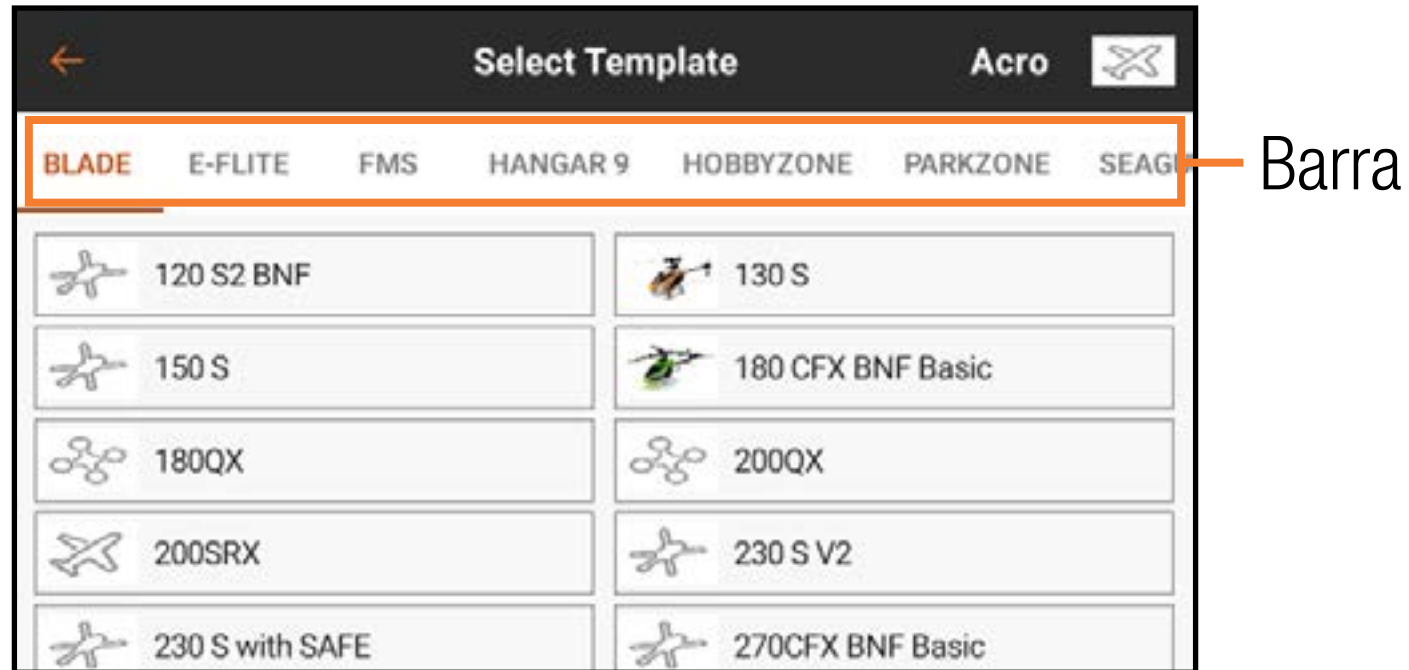 Select Template Acro
BLADE E-FLITE FMS HANGAR 9 HOBBYZONE PARKZONE
Barra
120 S2 BNF 130 S
150 S 180 CFX BNF Basic
180QX 200QX
200SRX 230 S V2
230 S with SAFE 270CFX BNF Basic